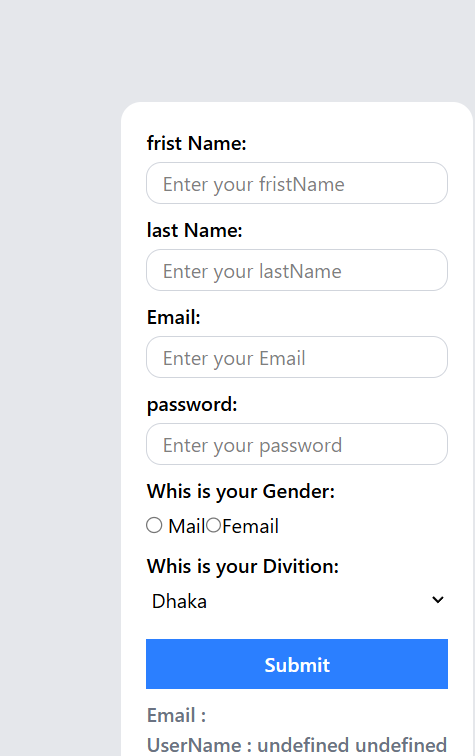 frist Name:
Enter your fristName
last Name:
Enter your lastName
Email:
Enter your Email
password:
Enter your password
Whis is your Gender:
Mail Femail
Whis is your Divition:
Dhaka
Submit
Email :
UserName : undefined undefined